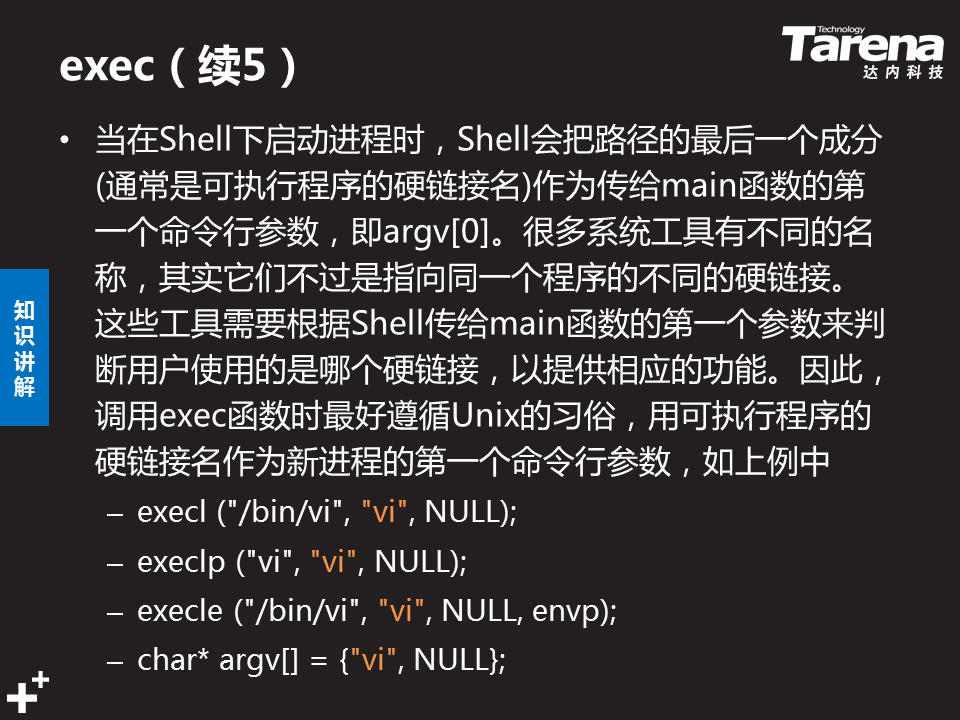 exec（续5）
Technology
Tarena
达内科技
• 当在Shell下启动进程时，Shell会把路径的最后一个成分
(通常是可执行程序的硬链接名)作为传给main函数的第
一个命令行参数，即argv[0]。很多系统工具有不同的名
称，其实它们不过是指向同一个程序的不同的硬链接。
这些工具需要根据Shell传给main函数的第一个参数来判
断用户使用的是哪个硬链接，以提供相应的功能。因此，
调用exec函数时最好遵循Unix的习俗，用可执行程序的
硬链接名作为新进程的第一个命令行参数，如上例中
– execl ("/bin/vi", "vi", NULL);
– execlp ("vi", "vi", NULL);
– execle ("/bin/vi", "vi", NULL, envp);
– char* argv[] = {"vi", NULL};
知
识
讲
解